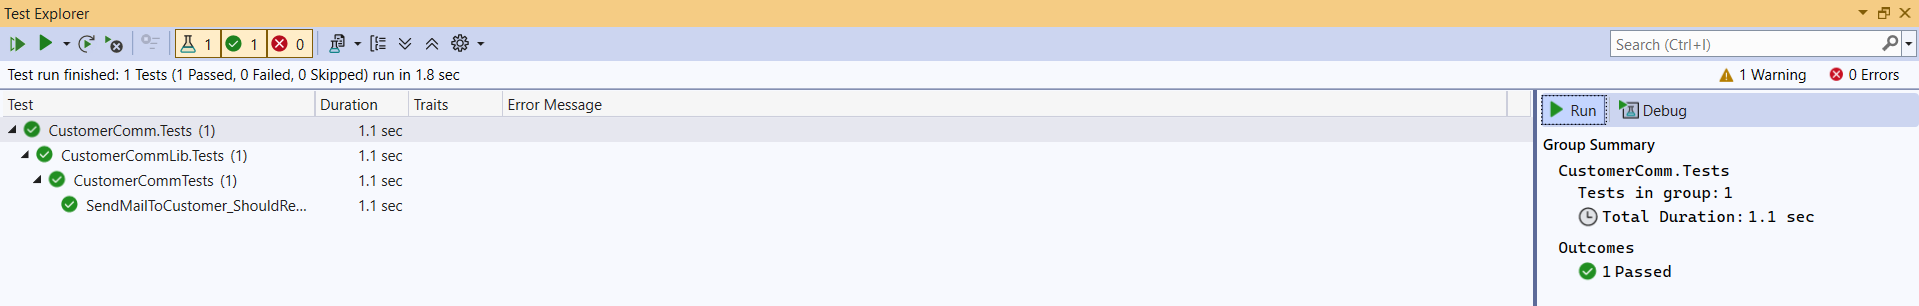 Test Explorer
1 1 0
Search (Ctrl+I)
Test run finished: 1 Tests (1 Passed, 0 Failed, 0 Skipped) run in 1.8 sec
1 Warning 0 Errors
Test Duration Traits Error Message
CustomerComm.Tests (1) 1.1 sec
CustomerCommLib.Tests (1) 1.1 sec
CustomerCommTests (1) 1.1 sec
SendMailToCustomer_ShouldRe... 1.1 sec
Run Debug
Group Summary
CustomerComm.Tests
Tests in group: 1
Total Duration: 1.1 sec
Outcomes
1 Passed